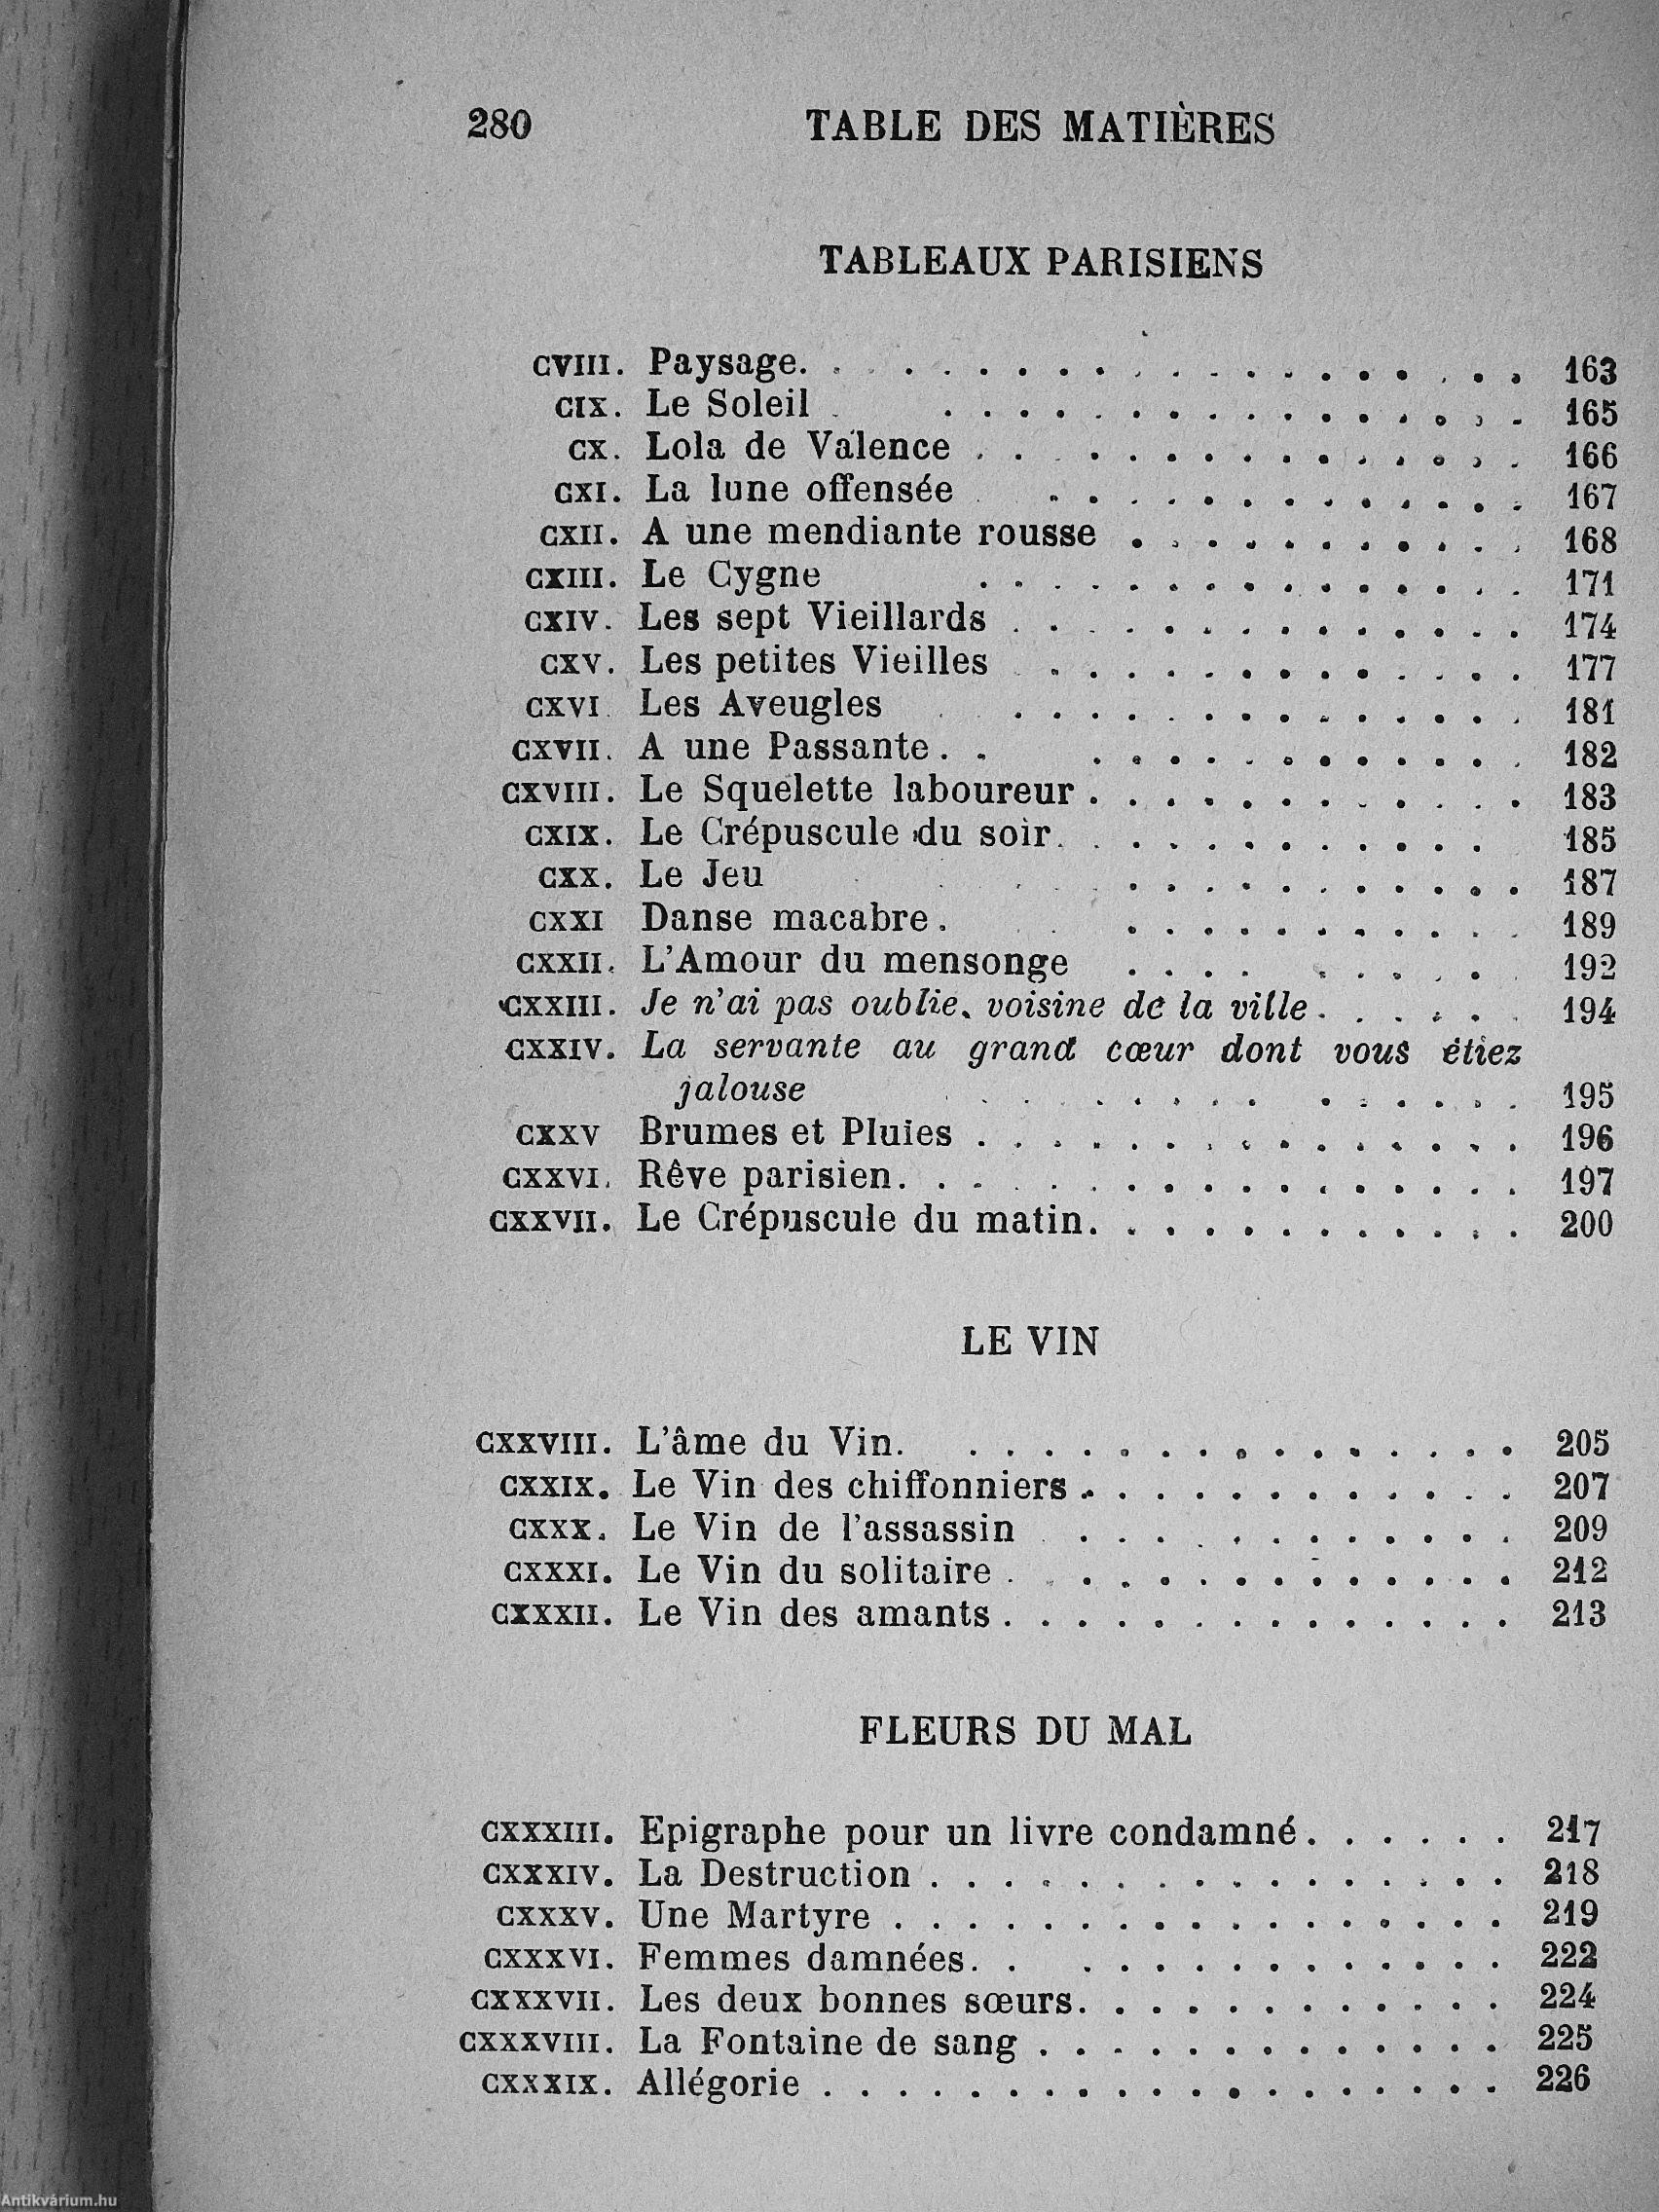 280 TABLE DES MATIÈRES
TABLEAUX PARISIENS
CVIII. Paysage. . . . . . . . . . . . . . . . . . . . 163
CIX. Le Soleil . . . . . . . . . . . . . . . . . 165
CX. Lola de Valence . . . . . . . . . . . . . . 166
CXI. La lune offensée . . . . . . . . . . . . . . 167
CXII. A une mendiante rousse . . . . . . . . . . . 168
CXIII. Le Cygne . . . . . . . . . . . . . . . 171
CXIV. Les sept Vieillards . . . . . . . . . . . . . . 174
CXV. Les petites Vieilles . . . . . . . . . . . . . 177
CXVI. Les Aveugles . . . . . . . . . . . . . . . 181
CXVII. A une Passante . . . . . . . . . . . . . . 182
CXVIII. Le Squelette laboureur . . . . . . . . . . . . 183
CXIX. Le Crépuscule du soir. . . . . . . . . . . . 185
CXX. Le Jeu . . . . . . . . . . . . . 187
CXXI Danse macabre . . . . . . . . . . . . 189
CXXII. L'Amour du mensonge . . . . . . . . . . 192
CXXIII. Je n'ai pas oublie, voisine de la ville . . . . . . 194
CXXIV. La servante au grand cœur dont vous étiez
jalouse . . . . . . . . . . . . . 195
CXXV Brumes et Pluies . . . . . . . . . . . . . . . 196
CXXVI. Rêve parisien. . . . . . . . . . . . . . . . . 197
CXXVII. Le Crépuscule du matin. . . . . . . . . . . . 200
LE VIN
CXXVIII. L'âme du Vin. . . . . . . . . . . . . . . . 205
CXXIX. Le Vin des chiffonniers . . . . . . . . . . . . 207
CXXX. Le Vin de l'assassin . . . . . . . . . . . . 209
CXXXI. Le Vin du solitaire . . . . . . . . . . . . . 212
CXXXII. Le Vin des amants . . . . . . . . . . . . . . 213
FLEURS DU MAL
CXXXIII. Epigraphe pour un livre condamné. . . . . . 217
CXXXIV. La Destruction . . . . . . . . . . . . . . . . 218
CXXXV. Une Martyre . . . . . . . . . . . . . . . . . 219
CXXXVI. Femmes damnées. . . . . . . . . . . . . . 222
CXXXVII. Les deux bonnes sœurs. . . . . . . . . . . . 224
CXXXVIII. La Fontaine de sang . . . . . . . . . . . . . 225
CXXXIX. Allégorie . . . . . . . . . . . . . . . . . . 226
Antikvárium.hu